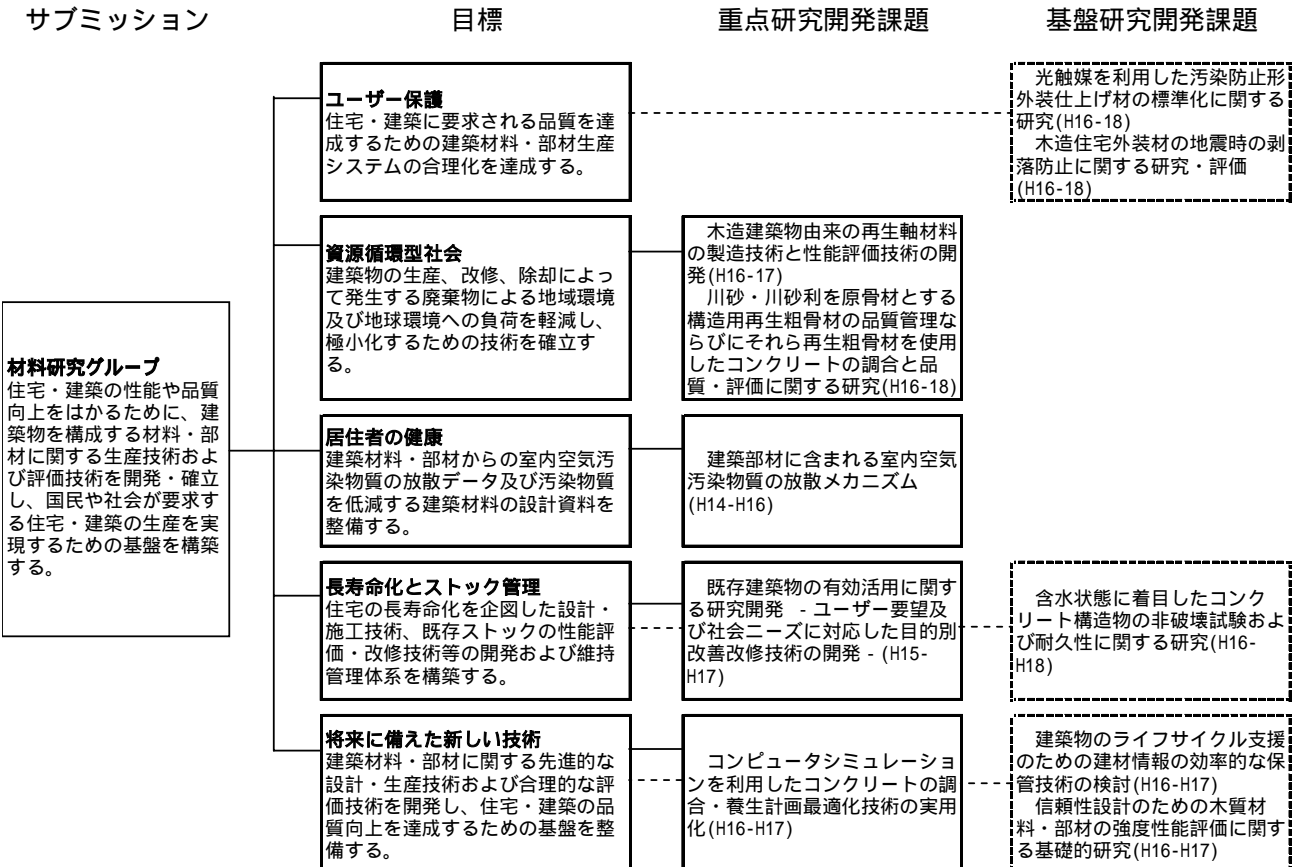 サブミッション
目標
重点研究開発課題
基盤研究開発課題
材料研究グループ
住宅・建築の性能や品質
向上をはかるために、建
築物を構成する材料・部
材に関する生産技術およ
び評価技術を開発・確立
し、国民や社会が要求す
る住宅・建築の生産を実
現するための基盤を構築
する。
ユーザー保護
住宅・建築に要求される品質を達
成するための建築材料・部材生産
システムの合理化を達成する。
光触媒を利用した汚染防止形
外装仕上げ材の標準化に関する
研究(H16-18)
木造住宅外装材の地震時の剥
落防止に関する研究・評価
(H16-18)
資源循環型社会
建築物の生産、改修、除却によっ
て発生する廃棄物による地域環境
及び地球環境への負荷を軽減し、
極小化するための技術を確立す
る。
木造建築物由来の再生軸材料
の製造技術と性能評価技術の開
発(H16-17)
川砂・川砂利を原骨材とする
構造用再生粗骨材の品質管理な
らびにそれら再生粗骨材を使用
したコンクリートの調合と品
質・評価に関する研究(H16-18)
居住者の健康
建築材料・部材からの室内空気汚
染物質の放散データ及び汚染物質
を低減する建築材料の設計資料を
整備する。
建築部材に含まれる室内空気
汚染物質の放散メカニズム
(H14-H16)
長寿命化とストック管理
住宅の長寿命化を企図した設計・
施工技術、既存ストックの性能評
価・改修技術等の開発および維持
管理体系を構築する。
既存建築物の有効活用に関す
る研究開発 - ユーザー要望及
び社会ニーズに対応した目的別
改善改修技術の開発 - (H15-
H17)
含水状態に着目したコンク
リート構造物の非破壊試験およ
び耐久性に関する研究(H16-
H18)
将来に備えた新しい技術
建築材料・部材に関する先進的な
設計・生産技術および合理的な評
価技術を開発し、住宅・建築の品
質向上を達成するための基盤を整
備する。
コンピュータシミュレーショ
ンを利用したコンクリートの調
合・養生計画最適化技術の実用
化(H16-H17)
建築物のライフサイクル支援
のための建材情報の効率的な保
管技術の検討(H16-H17)
信頼性設計のための木質材
料・部材の強度性能評価に関す
る基礎的研究(H16-H17)